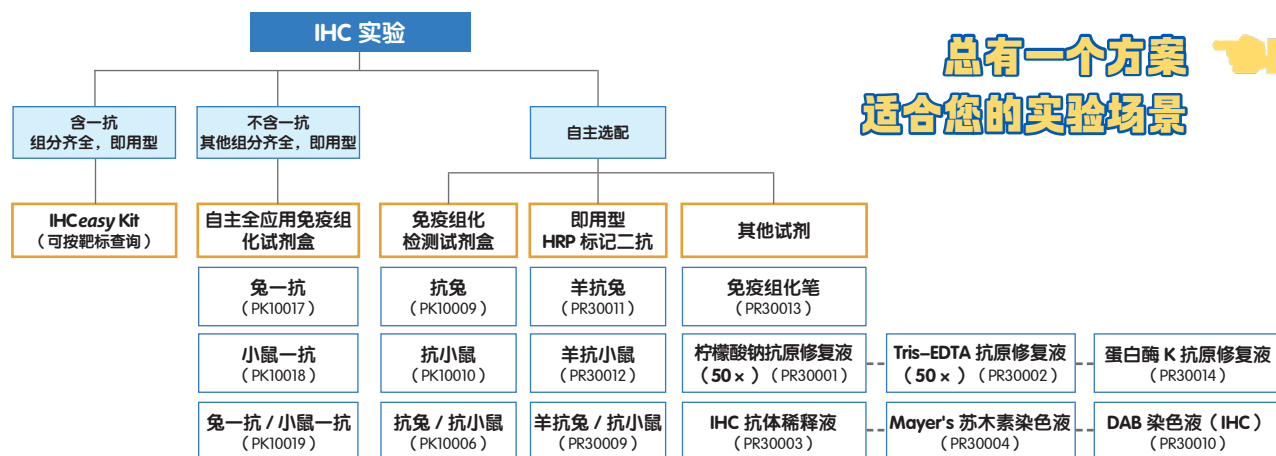 IHC 实验
总有一个方案
适合您的实验场景
含一抗
组分齐全，即用型
不含一抗
其他组分齐全，即用型
自主选配
IHCeasy Kit
（可按靶标查询）
自主全应用免疫组
化试剂盒
免疫组化
检测试剂盒
即用型
HRP 标记二抗
其他试剂
兔一抗
（PK10017）
抗兔
（PK10009）
羊抗兔
（PR30011）
免疫组化笔
（PR30013）
小鼠一抗
（PK10018）
抗小鼠
（PK10010）
羊抗小鼠
（PR30012）
柠檬酸钠抗原修复液
（50×）（PR30001）
Tris-EDTA 抗原修复液
（50×）（PR30002）
蛋白酶 K 抗原修复液
（PR30014）
兔一抗 / 小鼠一抗
（PK10019）
抗兔 / 抗小鼠
（PK10006）
羊抗兔 / 抗小鼠
（PR30009）
IHC 抗体稀释液
（PR30003）
Mayer's 苏木素染色液
（PR30004）
DAB 染色液（IHC）
（PR30010）